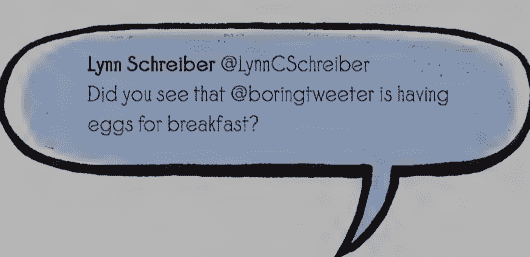 Lynn Schreiber @LynnCSchreiber
Did you see that @boringtweeter is having
eggs for breakfast?